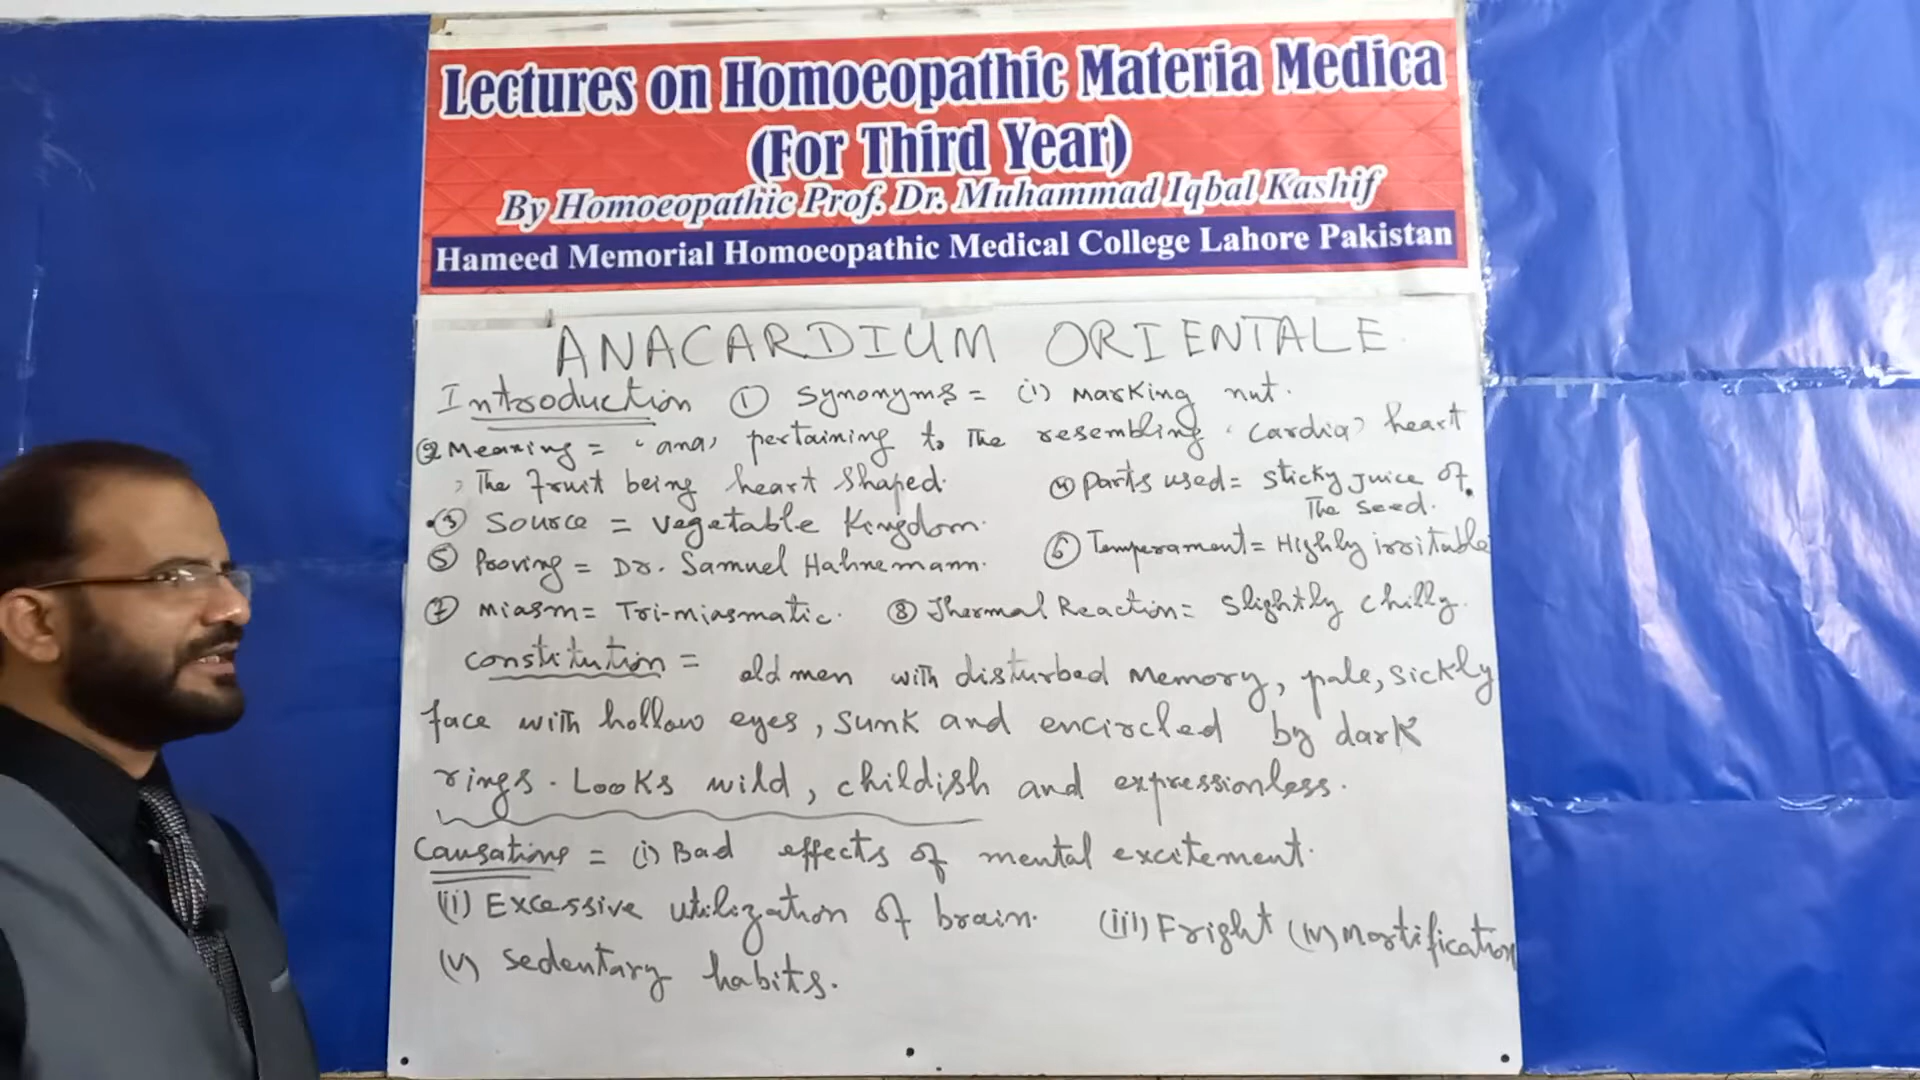 Lectures on Homoeopathic Materia Medica
(For Third Year)
By Homoeopathic Prof. Dr. Muhammad Iqbal Kashif
Hameed Memorial Homoeopathic Medical College Lahore Pakistan
ANACARDIUM ORIENTALE
Introduction ① Synonyms = (i) Marking nut.
② Meaning = 'ana' pertaining to The resembling 'Cardia' heart
, The fruit being heart shaped.
④ Parts used = Sticky Juice of The seed.
③ Source = Vegetable Kingdom.
⑤ Proving = Dr. Samuel Hahnemann.
⑥ Temperament = Highly irritable
⑦ Miasm = Tri-miasmatic. ⑧ Thermal Reaction = Slightly chilly.
Constitution = old men with disturbed Memory, pale, Sickly
face with hollow eyes, sunk and encircled by dark
rings. Looks wild, childish and expressionless.
Causations = (i) Bad effects of mental excitement.
(ii) Excessive utilization of brain. (iii) Fright (iv) Mortification
(v) Sedentary habits.